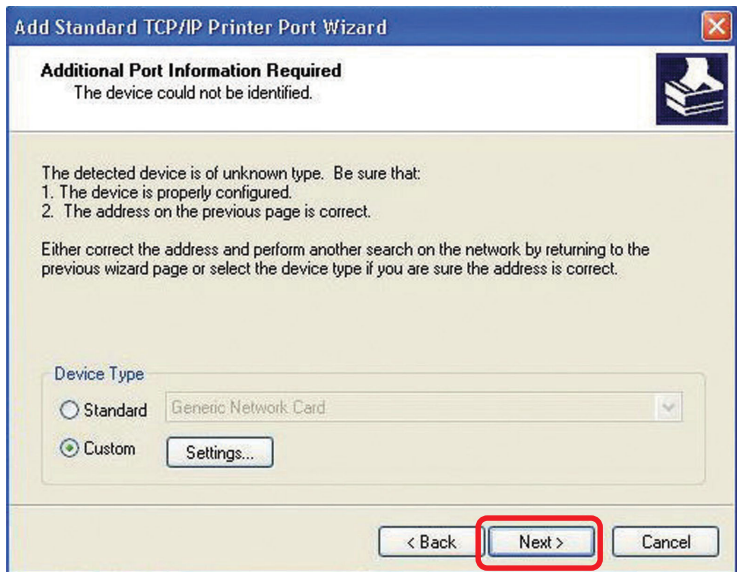 Add Standard TCP/IP Printer Port Wizard
Additional Port Information Required
The device could not be identified.
The detected device is of unknown type.  Be sure that:
1. The device is properly configured.
2.  The address on the previous page is correct.
Either correct the address and perform another search on the network by returning to the
previous wizard page or select the device type if you are sure the address is correct.
Device Type
Standard
Generic Network Card
Custom
Settings...
< Back
Next >
Cancel